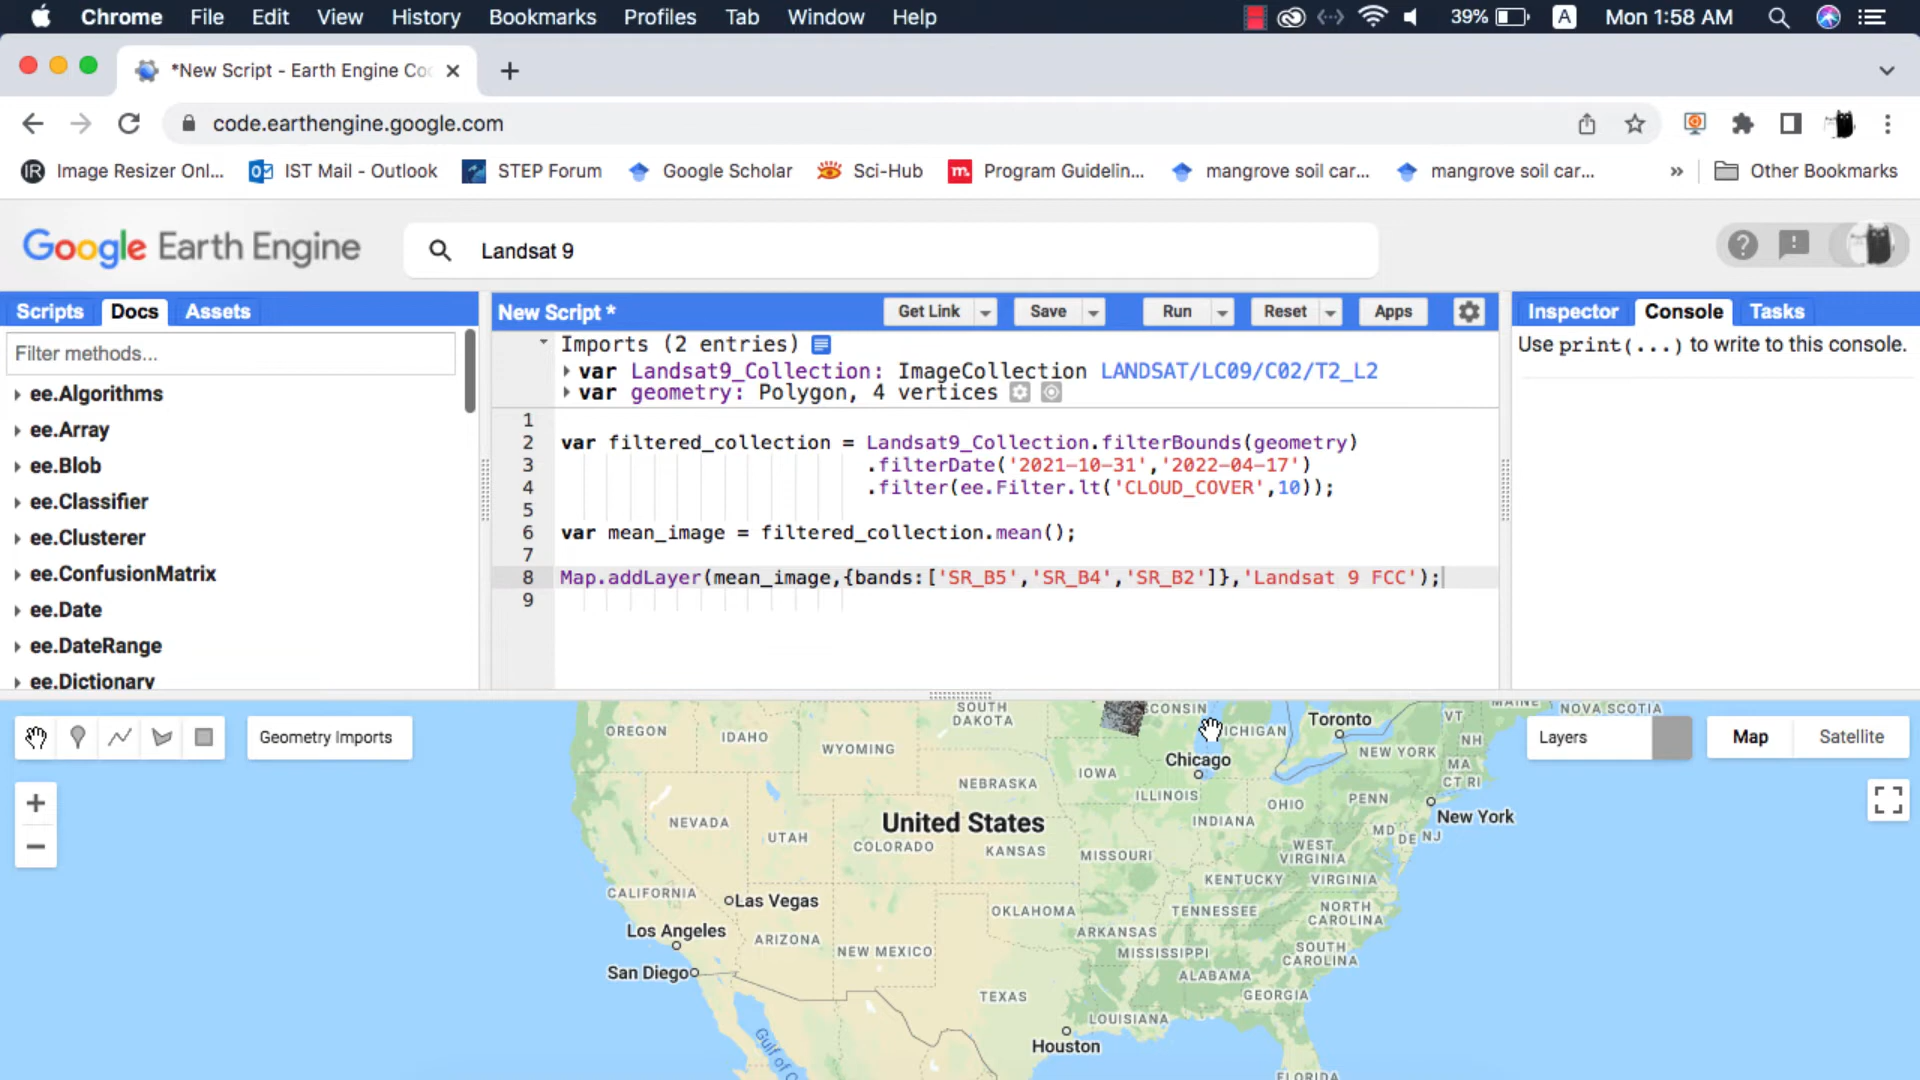 Chrome File Edit View History Bookmarks Profiles Tab Window Help 39% A Mon 1:58 AM
*New Script - Earth Engine Co
code.earthengine.google.com
IR Image Resizer Onl... IST Mail - Outlook STEP Forum Google Scholar Sci-Hub m. Program Guidelin... mangrove soil car... mangrove soil car... » Other Bookmarks
Google Earth Engine Landsat 9
Scripts Docs Assets
New Script * Get Link Save Run Reset Apps
Inspector Console Tasks
Filter methods...
ee.Algorithms
ee.Array
ee.Blob
ee.Classifier
ee.Clusterer
ee.ConfusionMatrix
ee.Date
ee.DateRange
ee.Dictionary
Imports (2 entries)
var Landsat9_Collection: ImageCollection LANDSAT/LC09/C02/T2_L2
var geometry: Polygon, 4 vertices
1
2 var filtered_collection = Landsat9_Collection.filterBounds(geometry)
3 .filterDate('2021-10-31','2022-04-17')
4 .filter(ee.Filter.lt('CLOUD_COVER',10));
5
6 var mean_image = filtered_collection.mean();
7
8 Map.addLayer(mean_image,{bands:['SR_B5','SR_B4','SR_B2']},'Landsat 9 FCC');
9
Use print(...) to write to this console.
Geometry Imports
Layers
Map Satellite
+
−
OREGON
IDAHO
WYOMING
SOUTH
DAKOTA
CONSIN
ICHIGAN
Toronto
VT
MAINE
NOVA SCOTIA
NH
NEW YORK
MA
CT RI
Chicago
IOWA
NEBRASKA
ILLINOIS
OHIO
PENN
New York
NEVADA
UTAH
United States
COLORADO
KANSAS
MISSOURI
INDIANA
MD
DE NJ
WEST
VIRGINIA
KENTUCKY
VIRGINIA
CALIFORNIA
Las Vegas
OKLAHOMA
TENNESSEE
NORTH
CAROLINA
Los Angeles
ARIZONA
NEW MEXICO
ARKANSAS
MISSISSIPPI
SOUTH
CAROLINA
San Diego
ALABAMA
TEXAS
GEORGIA
LOUISIANA
Houston
Gulf of C
FLORIDA